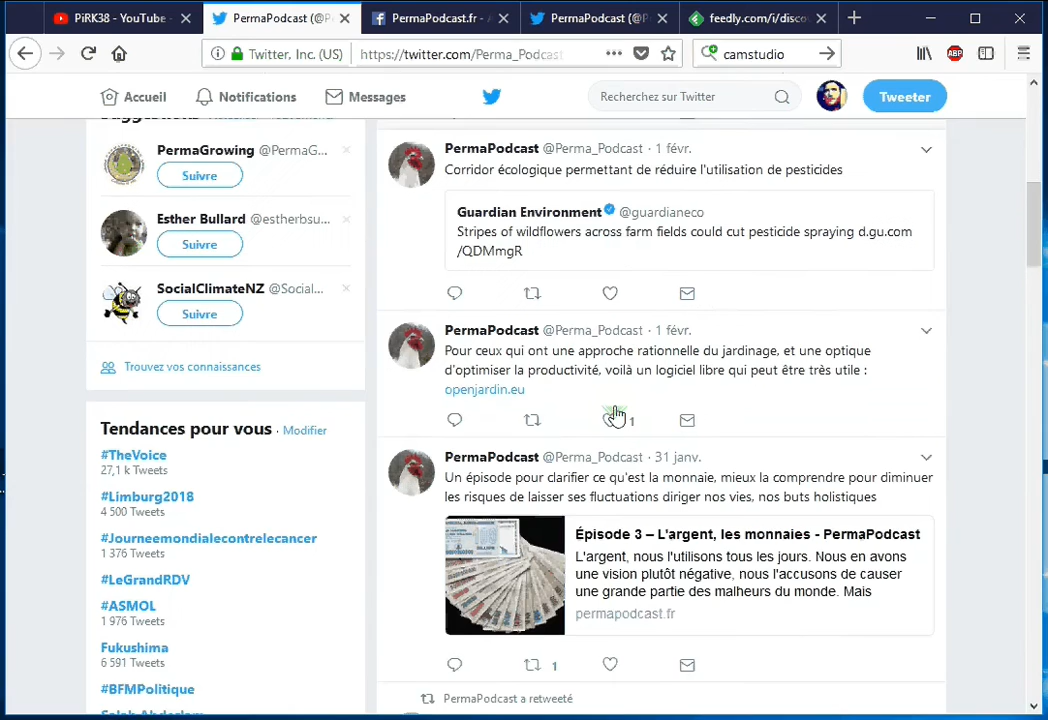 PiRK38 - YouTube
PermaPodcast (@P
PermaPodcast.fr - A
PermaPodcast (@P
feedly.com/i/disco
Twitter, Inc. (US)
https://twitter.com/Perma_Podcast
camstudio
ABP
Accueil
Notifications
Messages
Recherchez sur Twitter
Tweeter
PermaGrowing @PermaG...
Suivre
Esther Bullard @estherbsu...
Suivre
SocialClimateNZ @Social...
Suivre
Trouvez vos connaissances
Tendances pour vous · Modifier
#TheVoice
27,1 k Tweets
#Limburg2018
4 500 Tweets
#Journeemondialecontrelecancer
1 376 Tweets
#LeGrandRDV
#ASMOL
1 976 Tweets
Fukushima
6 591 Tweets
#BFMPolitique
PermaPodcast @Perma_Podcast · 1 févr.
Corridor écologique permettant de réduire l'utilisation de pesticides
Guardian Environment @guardianeco
Stripes of wildflowers across farm fields could cut pesticide spraying d.gu.com
/QDMmgR
PermaPodcast @Perma_Podcast · 1 févr.
Pour ceux qui ont une approche rationnelle du jardinage, et une optique
d'optimiser la productivité, voilà un logiciel libre qui peut être très utile :
openjardin.eu
1
PermaPodcast @Perma_Podcast · 31 janv.
Un épisode pour clarifier ce qu'est la monnaie, mieux la comprendre pour diminuer
les risques de laisser ses fluctuations diriger nos vies, nos buts holistiques
Épisode 3 – L'argent, les monnaies - PermaPodcast
L'argent, nous l'utilisons tous les jours. Nous en avons
une vision plutôt négative, nous l'accusons de causer
une grande partie des malheurs du monde. Mais
permapodcast.fr
1
PermaPodcast a retweeté